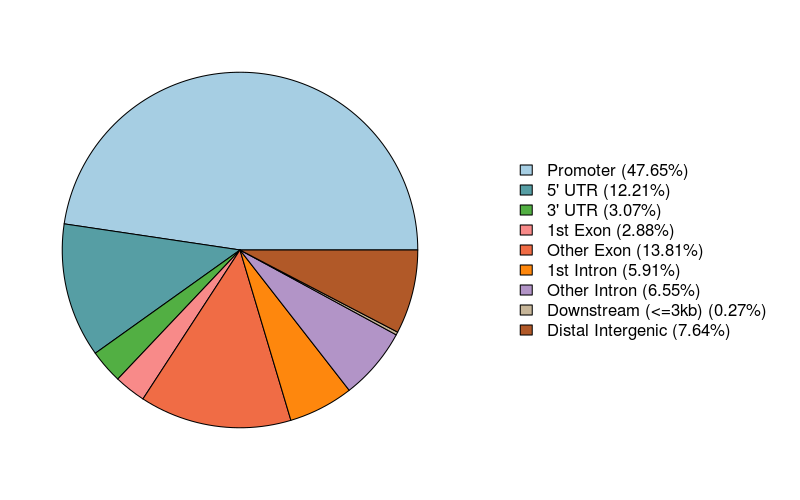 Promoter (47.65%)
5' UTR (12.21%)
3' UTR (3.07%)
1st Exon (2.88%)
Other Exon (13.81%)
1st Intron (5.91%)
Other Intron (6.55%)
Downstream (<=3kb) (0.27%)
Distal Intergenic (7.64%)